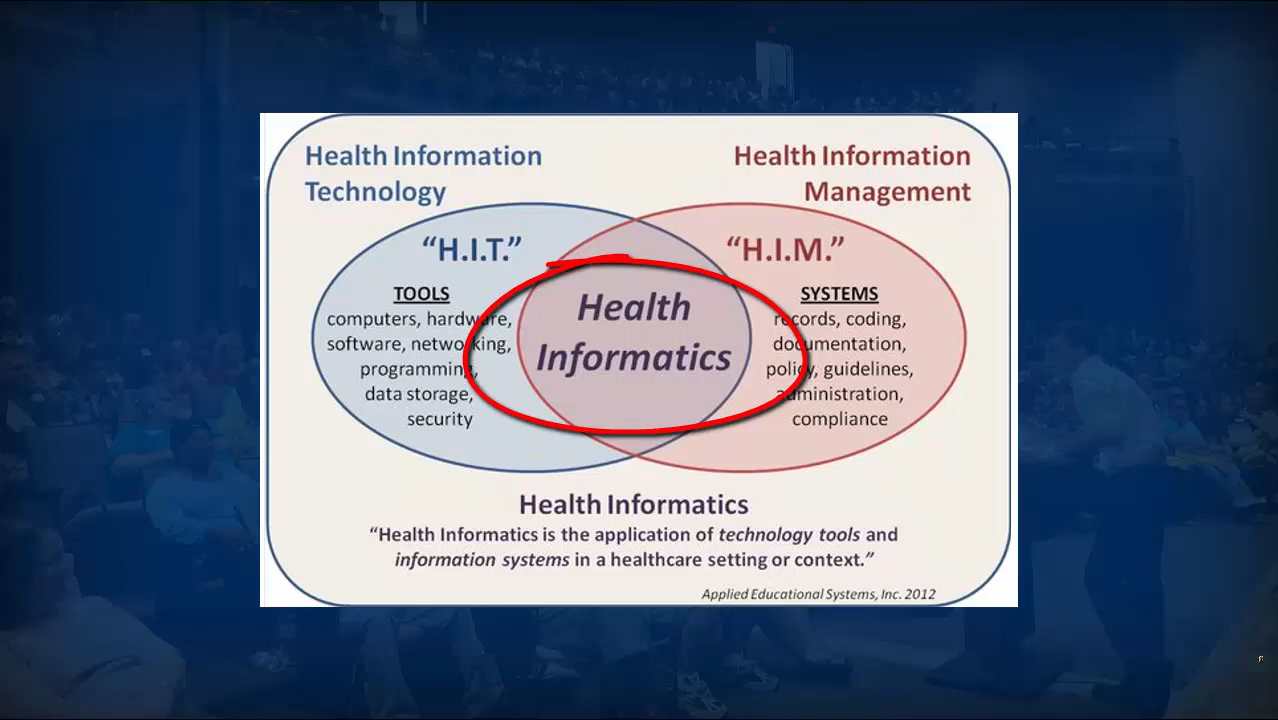 Health Information
Technology
Health Information
Management
“H.I.T.”
TOOLS
computers, hardware,
software, networking,
programming,
data storage,
security
Health
Informatics
“H.I.M.”
SYSTEMS
records, coding,
documentation,
policy, guidelines,
administration,
compliance
Health Informatics
“Health Informatics is the application of technology tools and
information systems in a healthcare setting or context.”
Applied Educational Systems, Inc. 2012